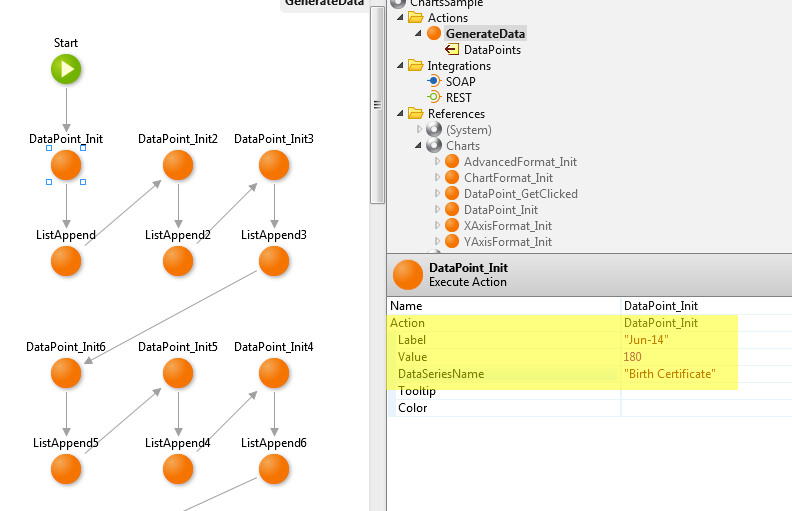 GenerateData
Start
DataPoint_Init
DataPoint_Init2
DataPoint_Init3
ListAppend
ListAppend2
ListAppend3
DataPoint_Init6
DataPoint_Init5
DataPoint_Init4
ListAppend5
ListAppend4
ListAppend6
ChartsSample
Actions
GenerateData
DataPoints
Integrations
SOAP
REST
References
(System)
Charts
AdvancedFormat_Init
ChartFormat_Init
DataPoint_GetClicked
DataPoint_Init
XAxisFormat_Init
YAxisFormat_Init
DataPoint_Init
Execute Action
Name DataPoint_Init
Action DataPoint_Init
Label "Jun-14"
Value 180
DataSeriesName "Birth Certificate"
Tooltip
Color